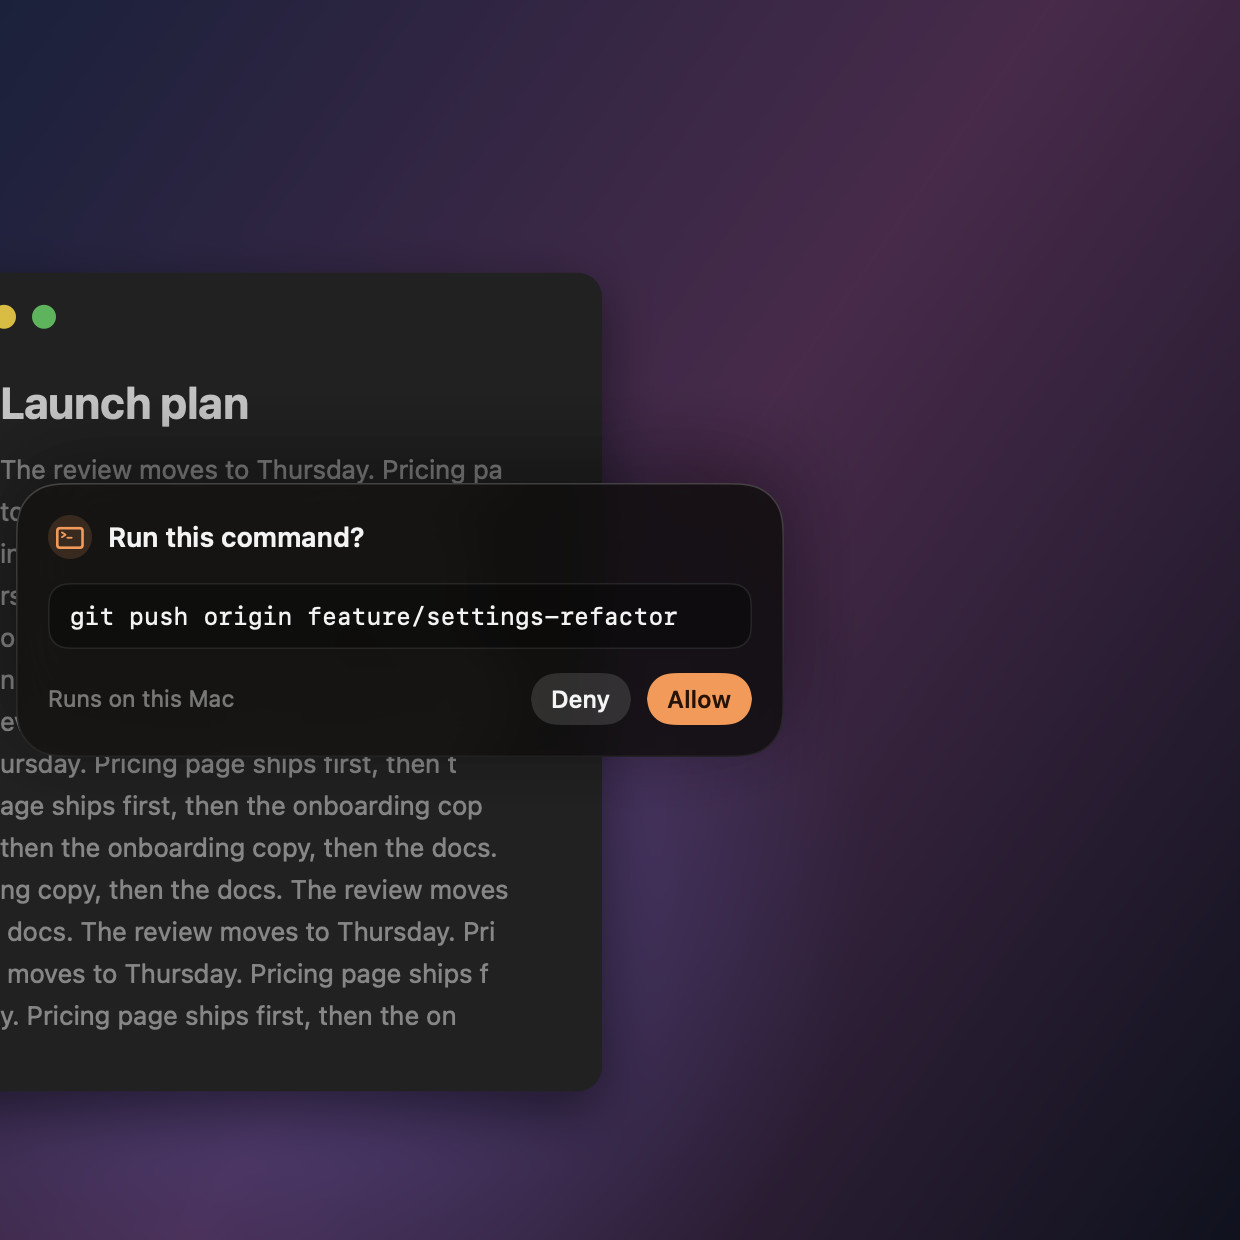 Launch plan
The review moves to Thursday. Pricing pa
Run this command?
git push origin feature/settings-refactor
Runs on this Mac
Deny
Allow
ursday. Pricing page ships first, then t
age ships first, then the onboarding cop
then the onboarding copy, then the docs.
ng copy, then the docs. The review moves
docs. The review moves to Thursday. Pri
moves to Thursday. Pricing page ships f
y. Pricing page ships first, then the on